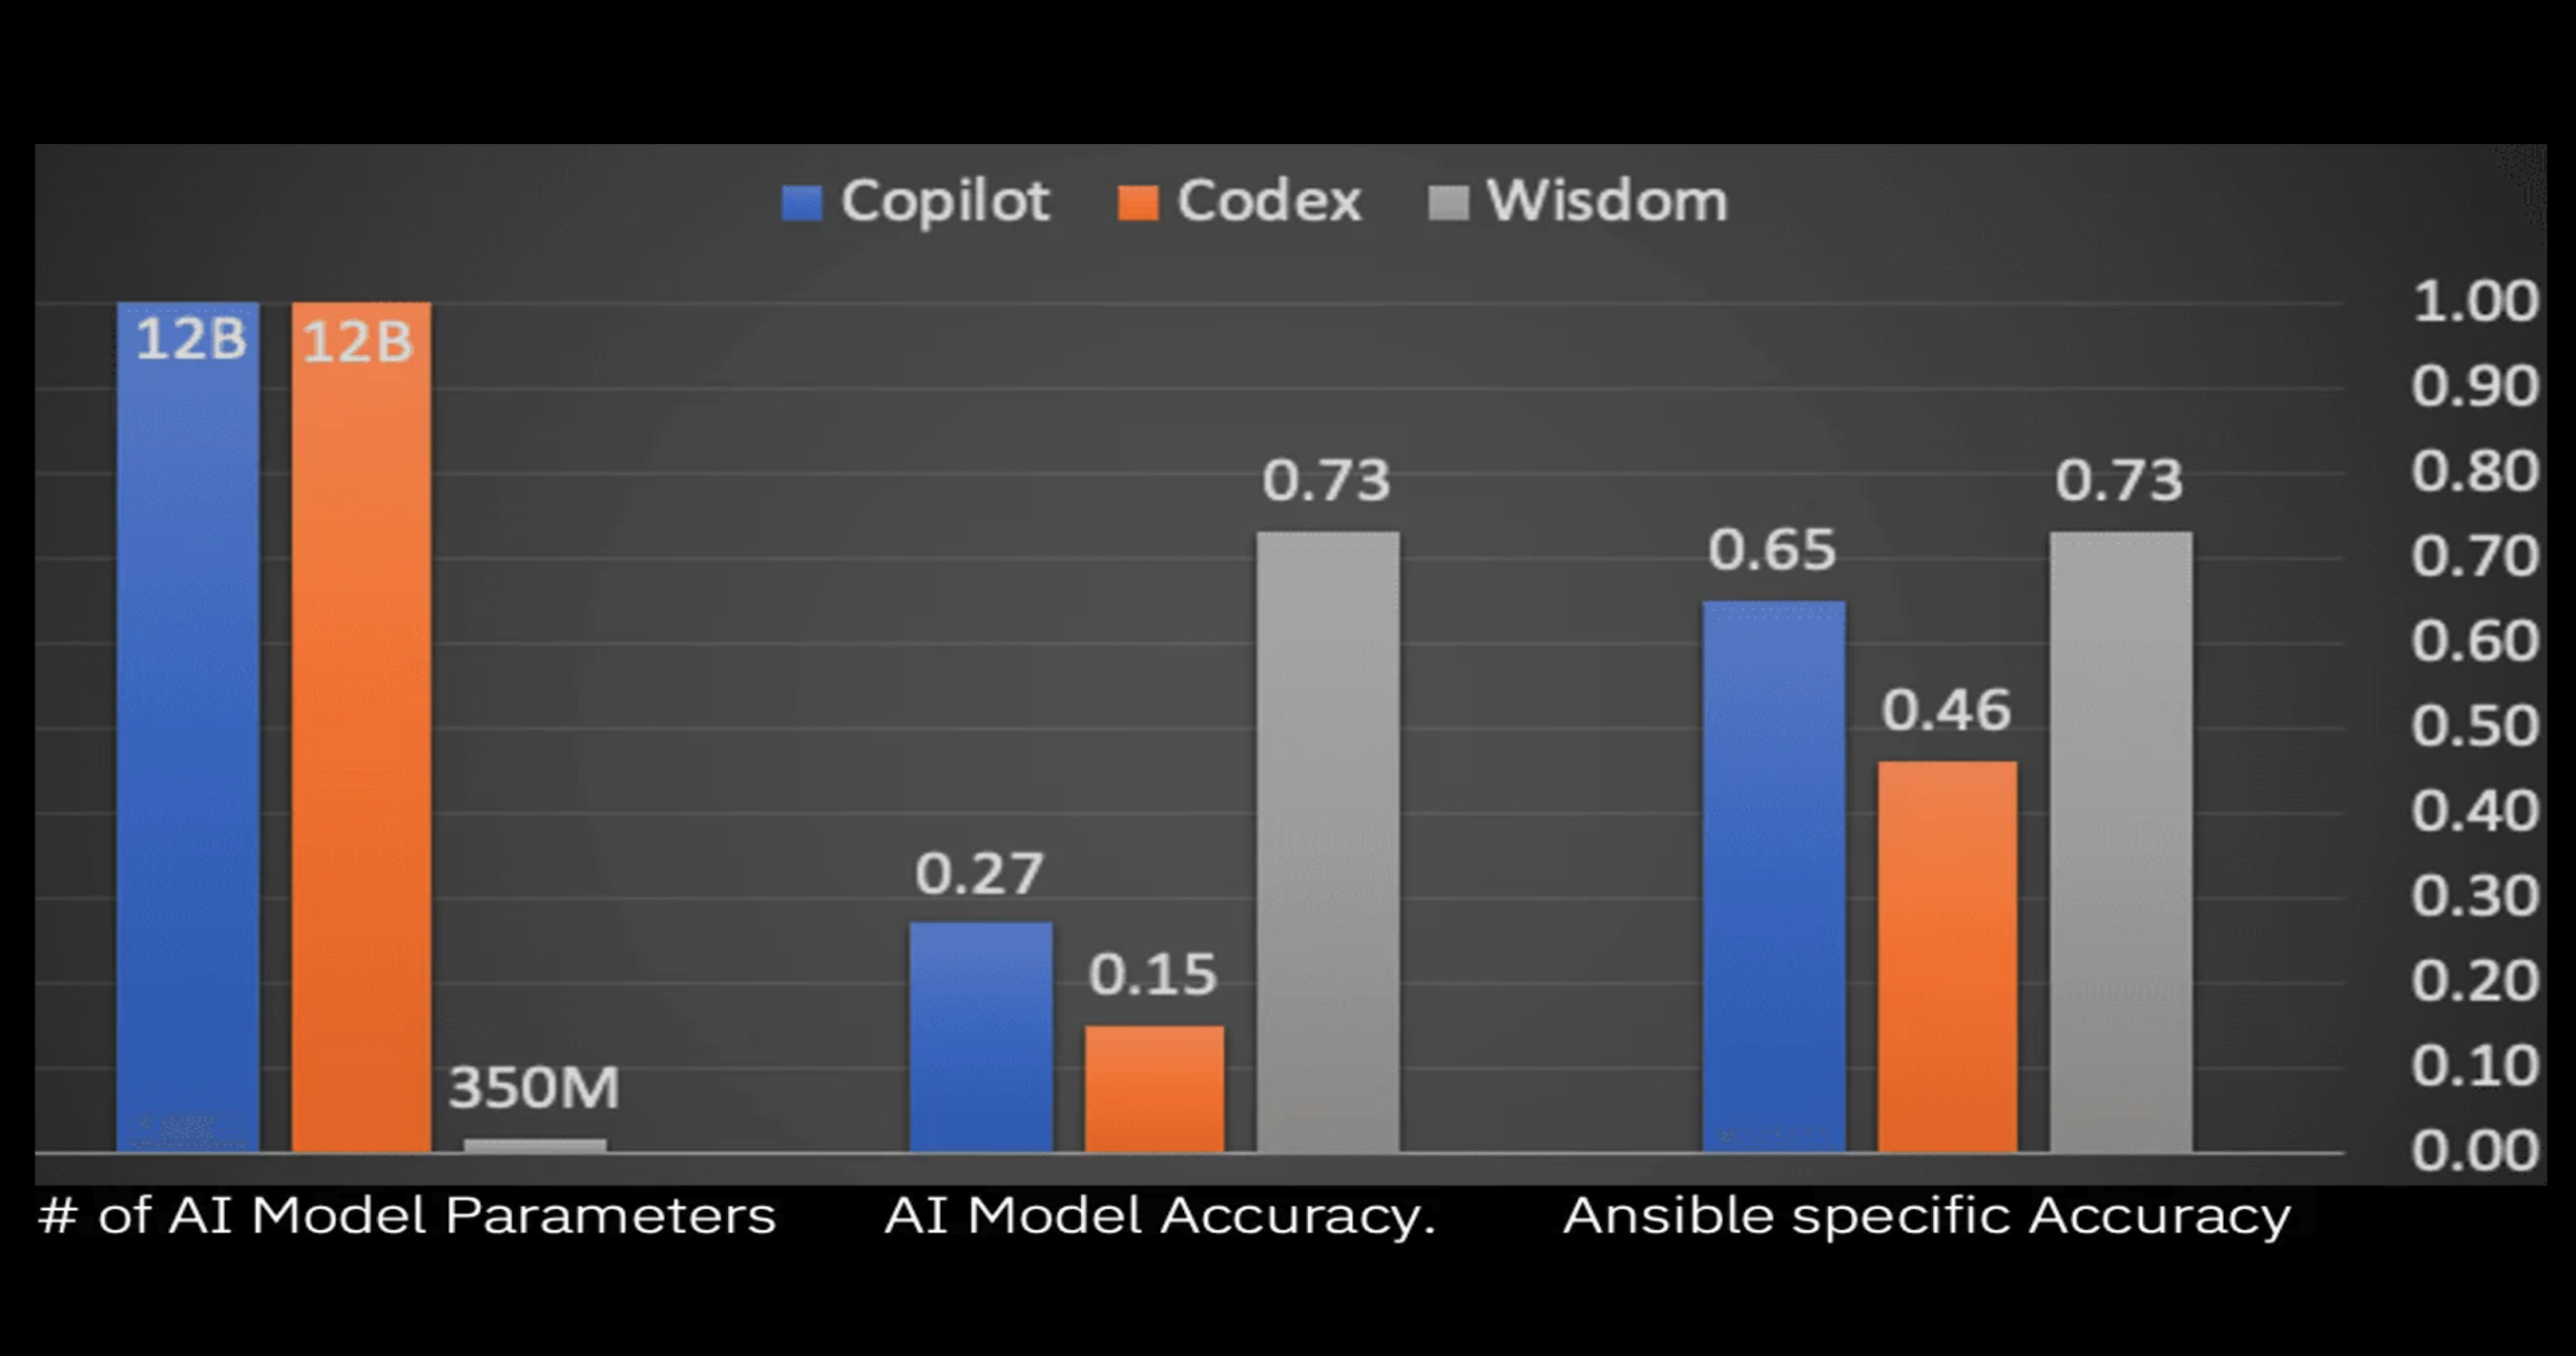 Copilot Codex Wisdom
12B 12B 350M
0.27 0.15 0.73
0.65 0.46 0.73
1.00
0.90
0.80
0.70
0.60
0.50
0.40
0.30
0.20
0.10
0.00
# of AI Model Parameters AI Model Accuracy. Ansible specific Accuracy